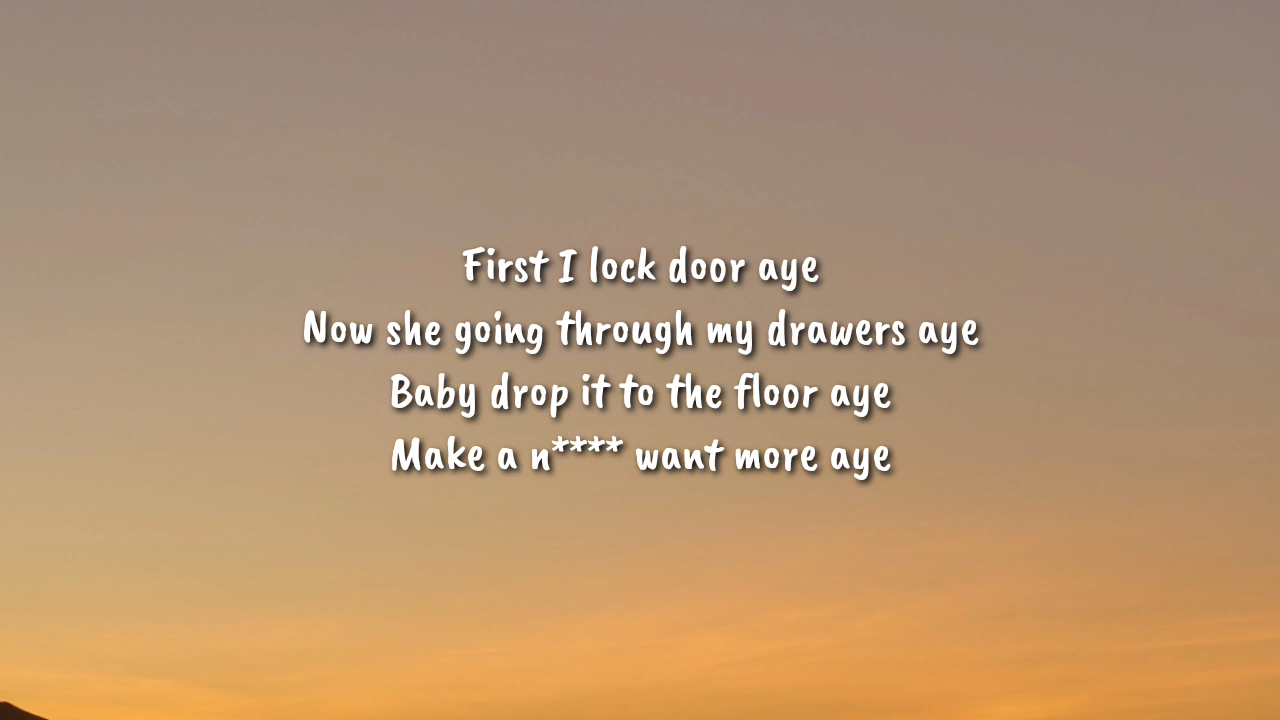 First I lock door aye
Now she going through my drawers aye
Baby drop it to the floor aye
Make a n**** want more aye